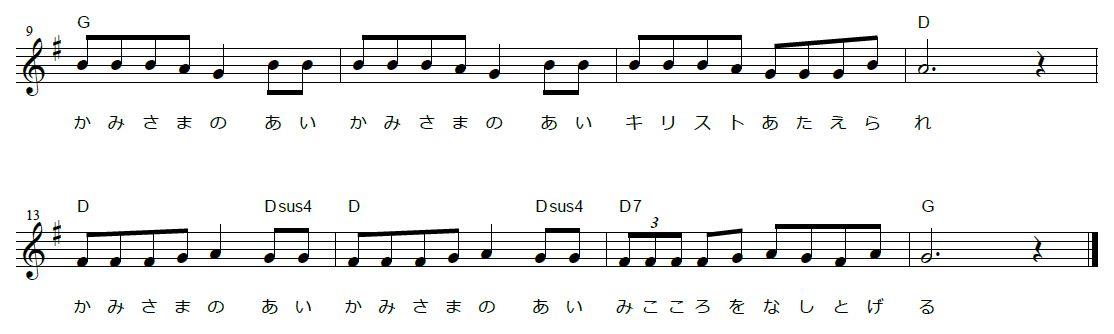 G D
9
かみさまの あい かみさまの あい キリストあたえられ
D Dsus4 D Dsus4 D7 G
13
3
かみさまの あい かみさまの あい みこころをなしとげる